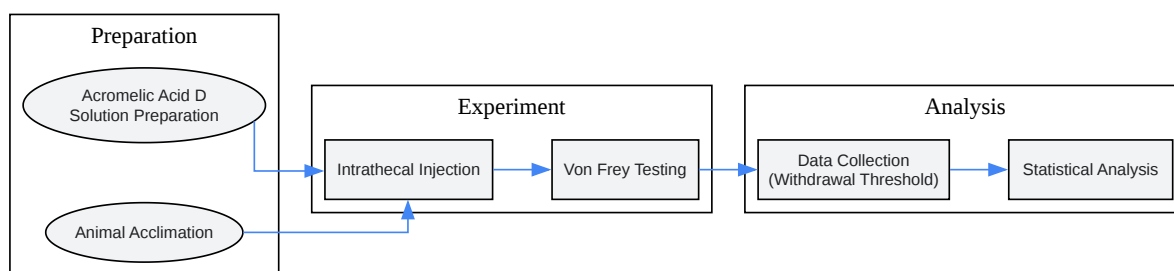 Preparation
Acromelic Acid D
Solution Preparation
Animal Acclimation
Experiment
Intrathecal Injection
Von Frey Testing
Analysis
Data Collection
(Withdrawal Threshold)
Statistical Analysis